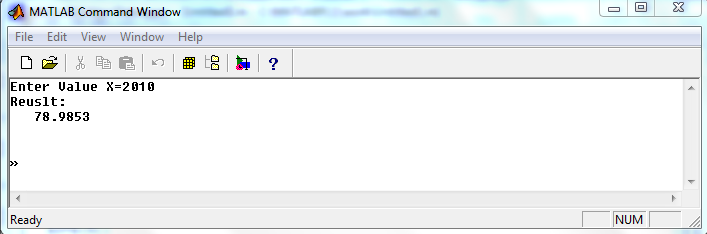 MATLAB Command Window
File Edit View Window Help
Enter Value X=2010
Reuslt:
78.9853
»
Ready NUM